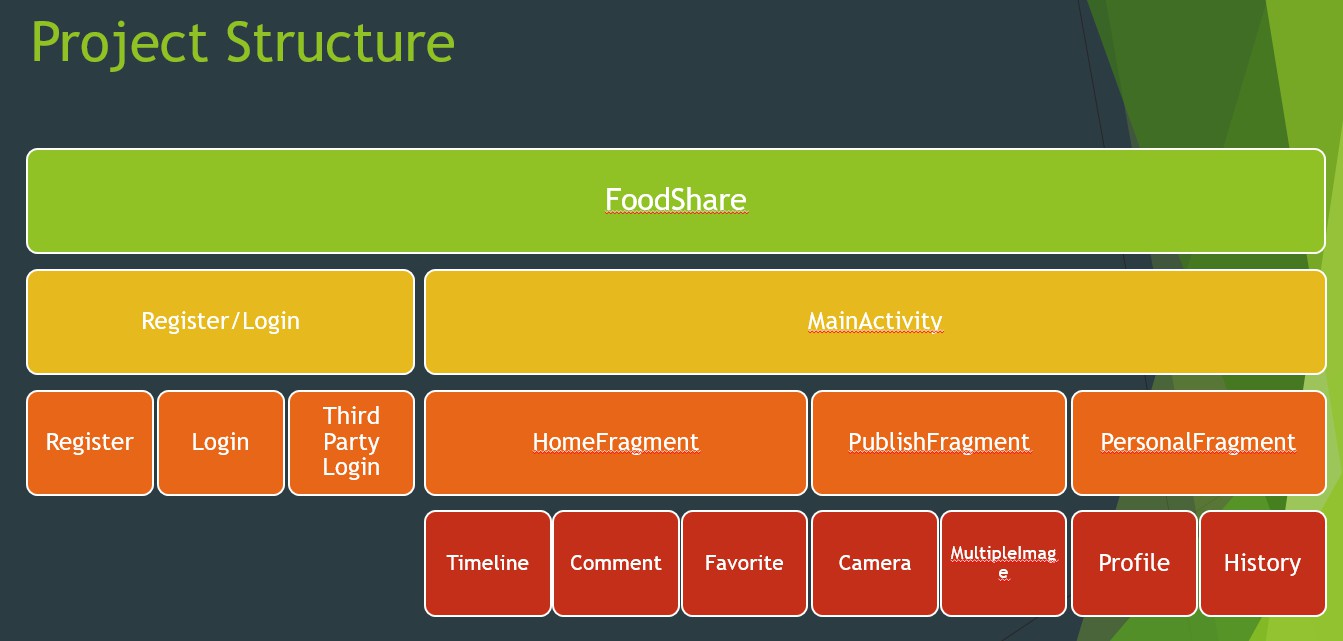 Project Structure
FoodShare
Register/Login
MainActivity
Register
Login
Third
Party
Login
HomeFragment
PublishFragment
PersonalFragment
Timeline
Comment
Favorite
Camera
MultipleImag
e
Profile
History